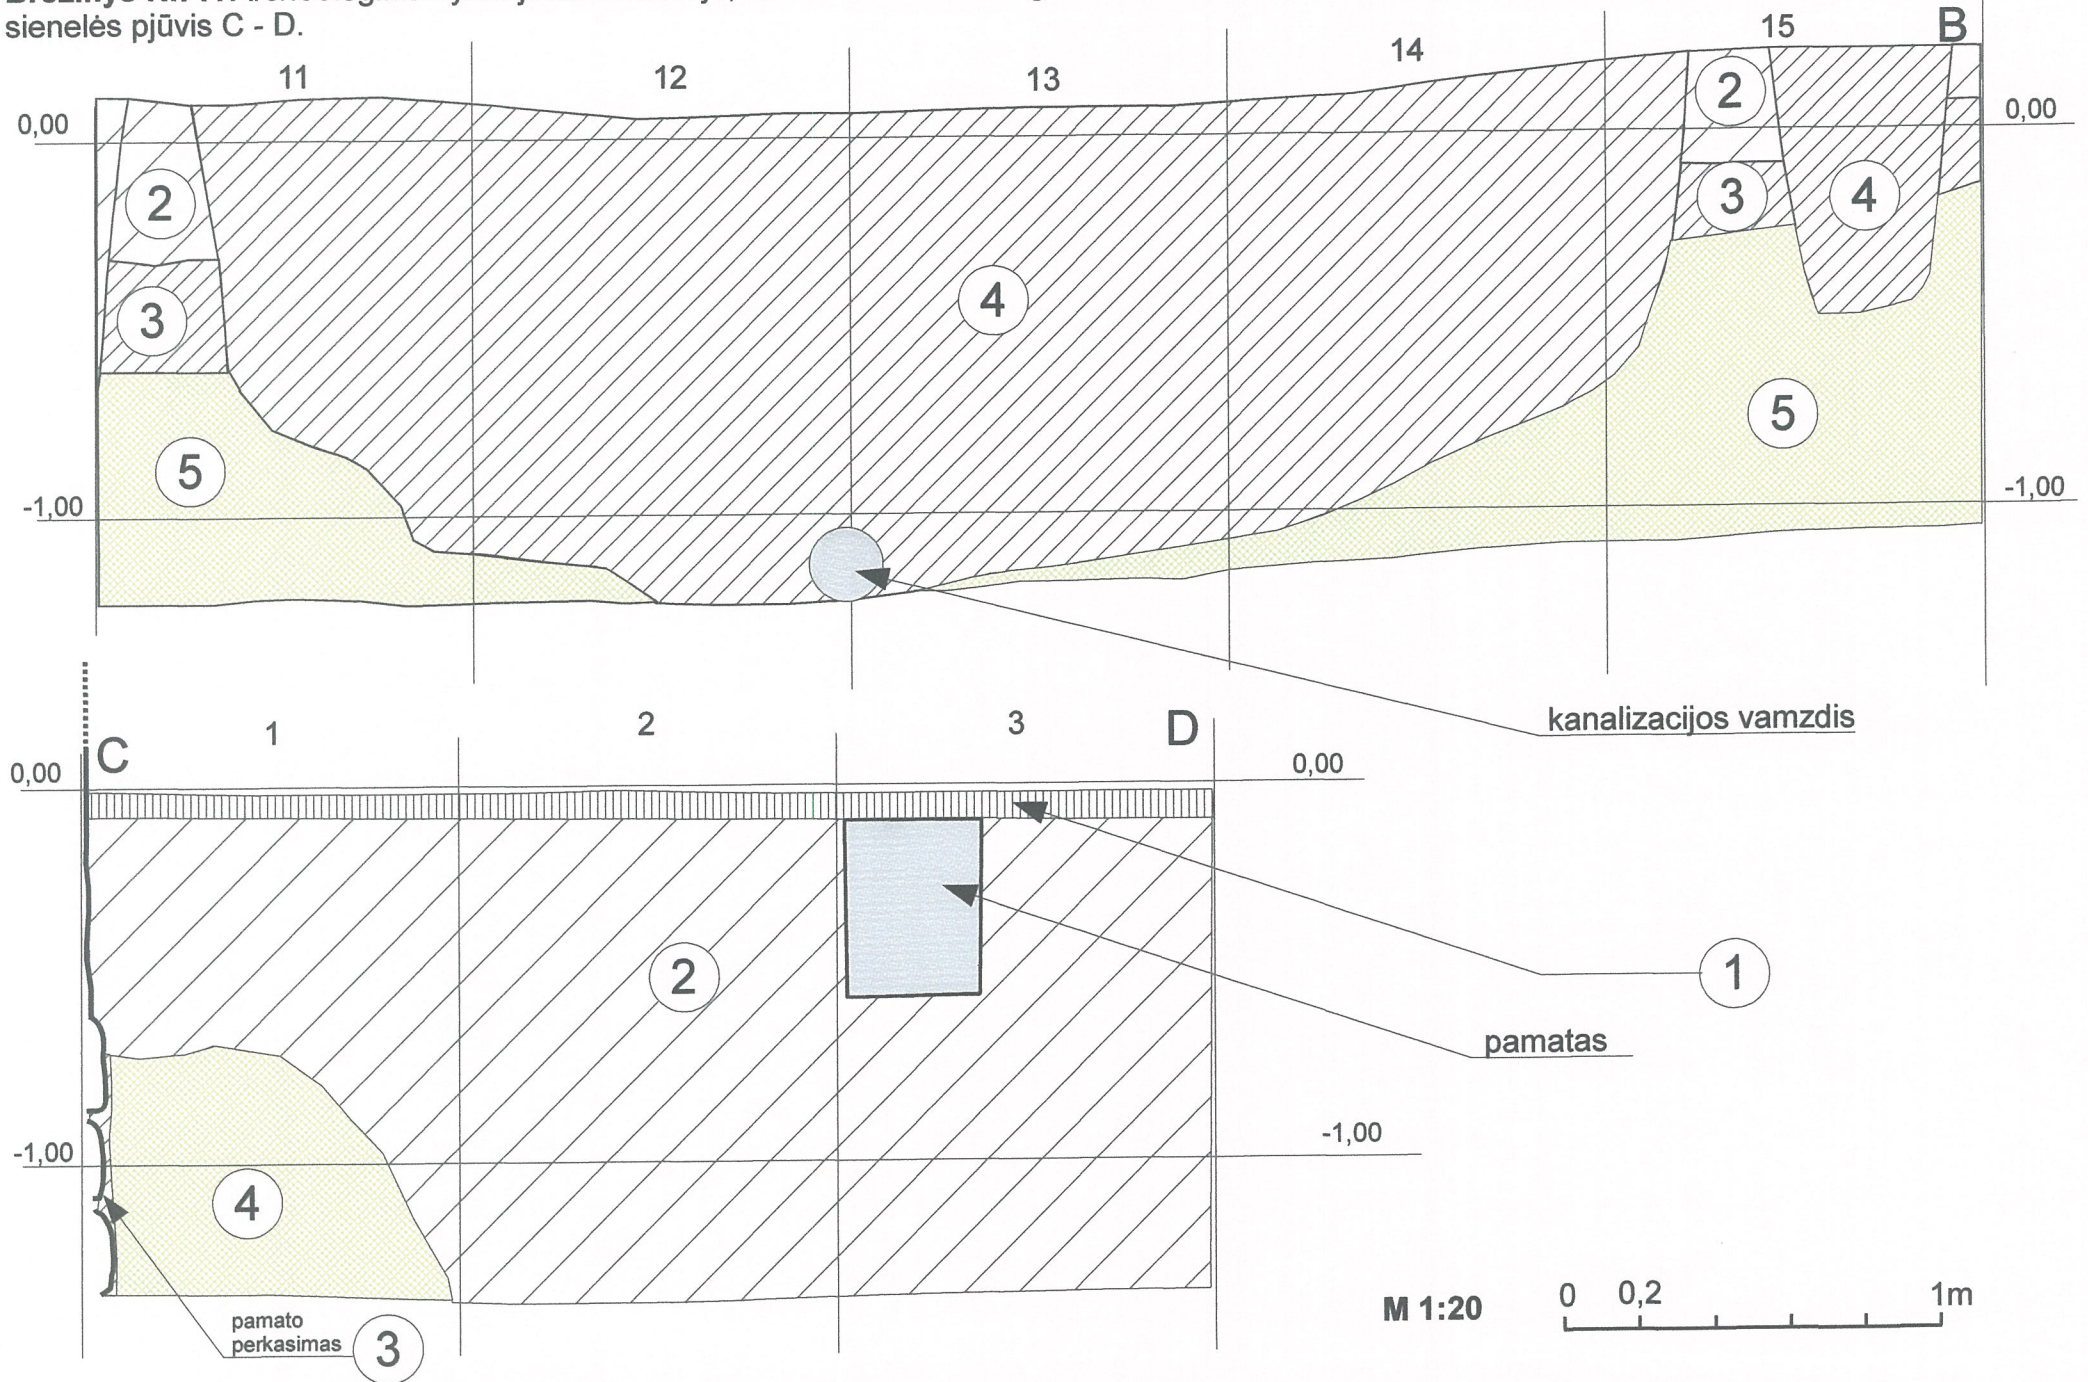 sienelės pjūvis C - D.
11
12
13
14
15
B
0,00
0,00
2
2
3
3
4
4
5
5
-1,00
-1,00
kanalizacijos vamzdis
C
1
2
3
D
0,00
0,00
2
1
pamatas
-1,00
-1,00
4
pamato
perkasimas
3
M 1:20
0 0,2 1m